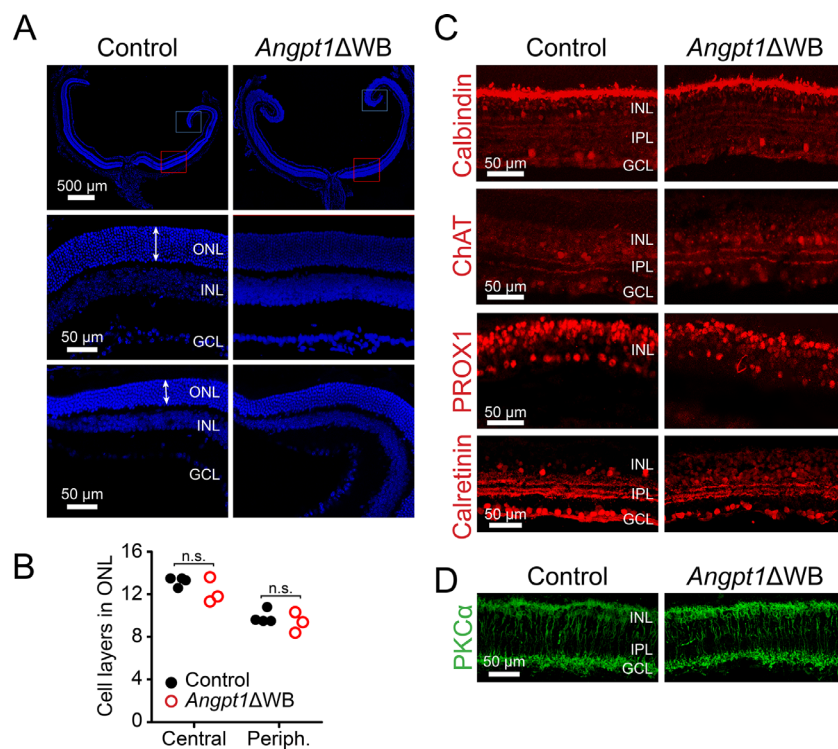 A
Control
Angpt1ΔWB
500 µm
ONL
INL
GCL
50 µm
ONL
INL
GCL
50 µm
B
Cell layers in ONL
16
12
8
4
0
n.s.
n.s.
Control
Angpt1ΔWB
Central
Periph.
C
Control
Angpt1ΔWB
Calbindin
INL
IPL
GCL
50 µm
ChAT
INL
IPL
GCL
50 µm
PROX1
INL
50 µm
Calretinin
INL
IPL
GCL
50 µm
D
Control
Angpt1ΔWB
PKCα
INL
IPL
GCL
50 µm